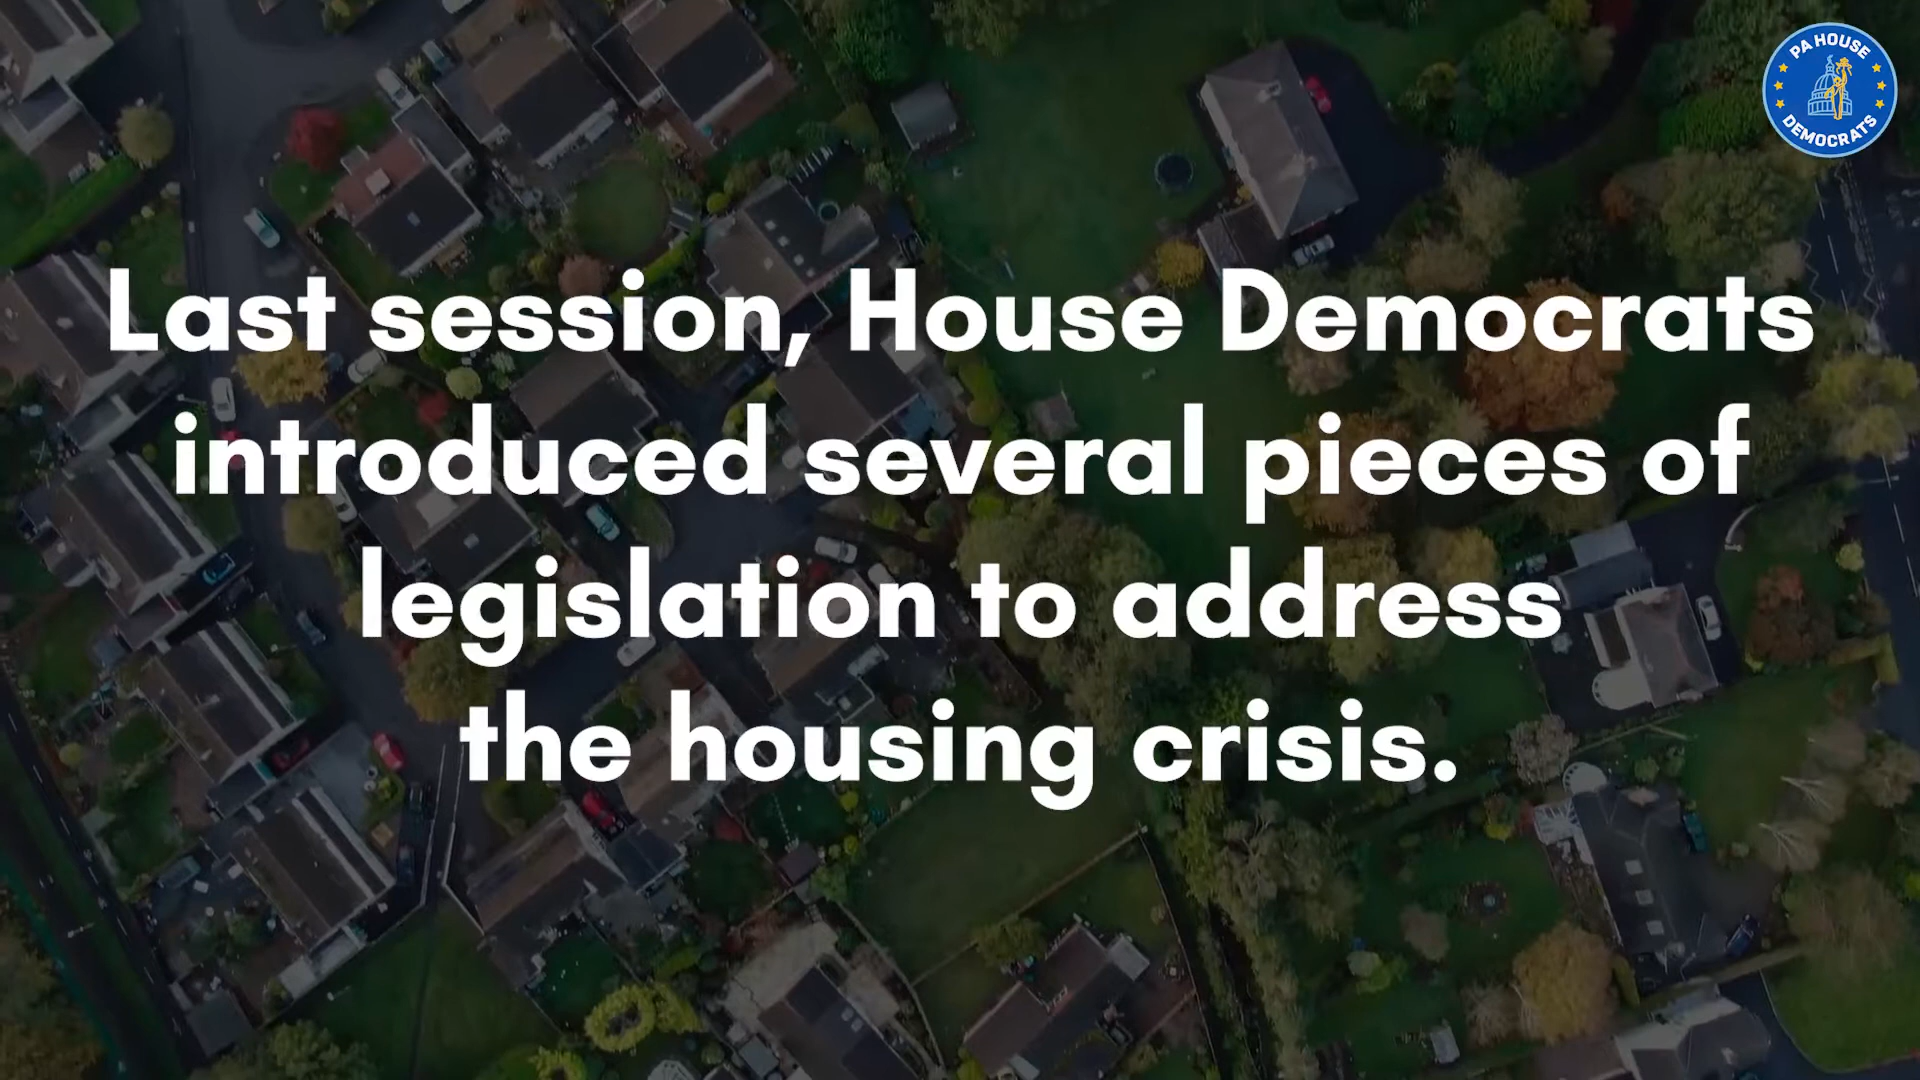 PA HOUSE
DEMOCRATS
Last session, House Democrats
introduced several pieces of
legislation to address
the housing crisis.